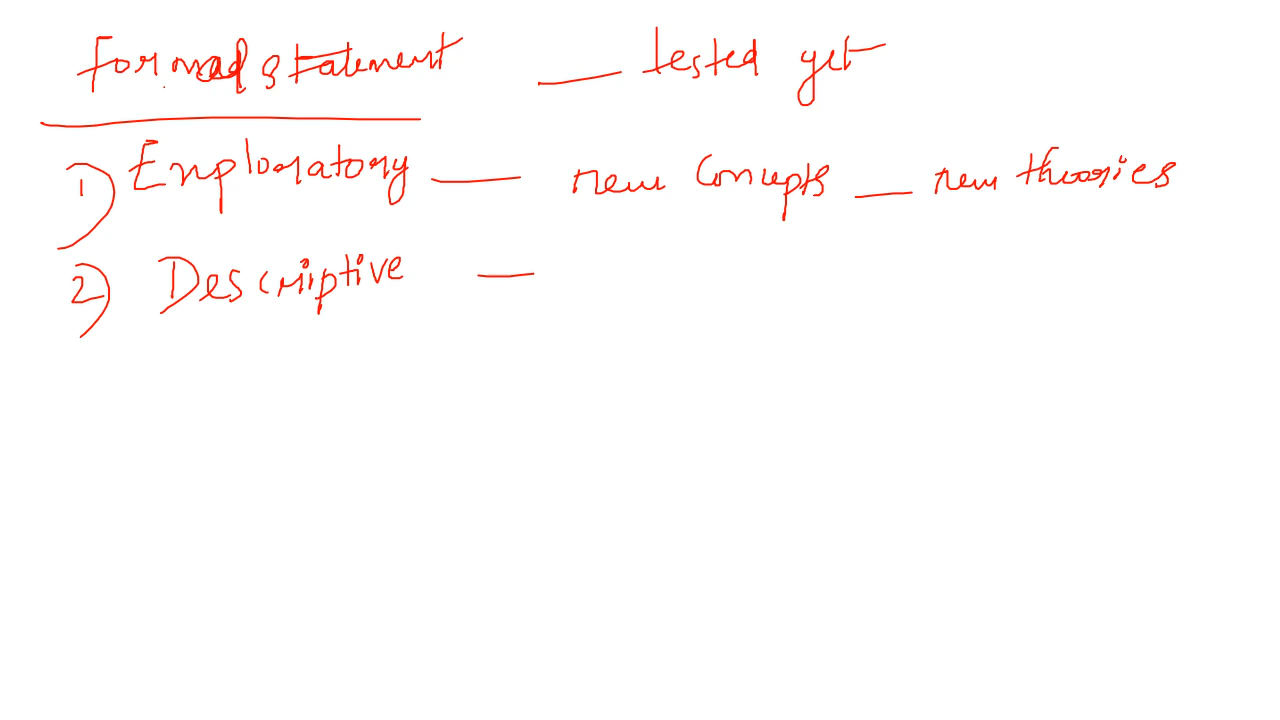 Formal statement — tested yet
1) Exploratory — new concepts — new theories
2) Descriptive —